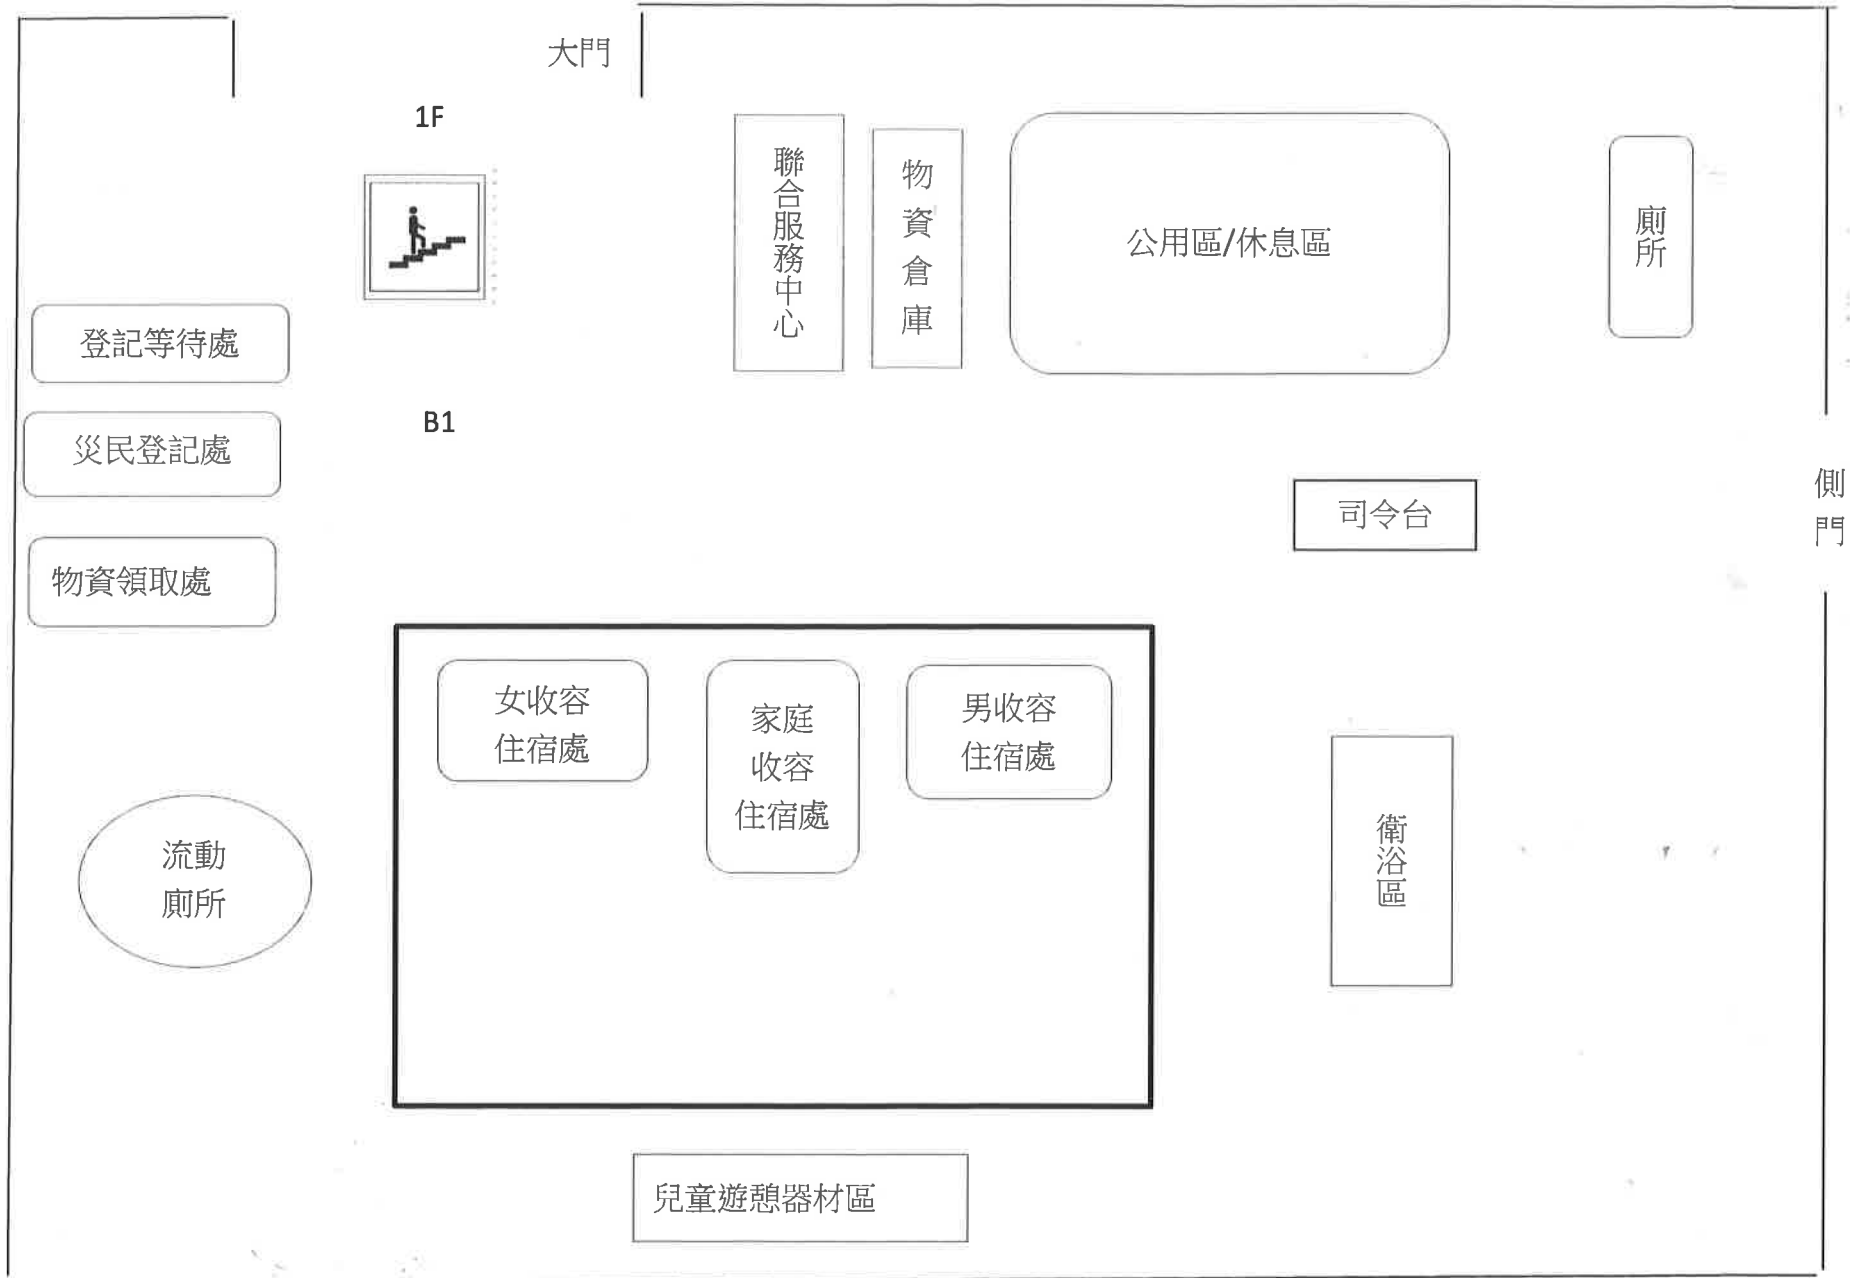 大門
1F
聯合服務中心
物資倉庫
公用區/休息區
廁所
登記等待處
B1
災民登記處
側門
司令台
物資領取處
女收容
住宿處
家庭
收容
住宿處
男收容
住宿處
流動
廁所
衛浴區
兒童遊憩器材區